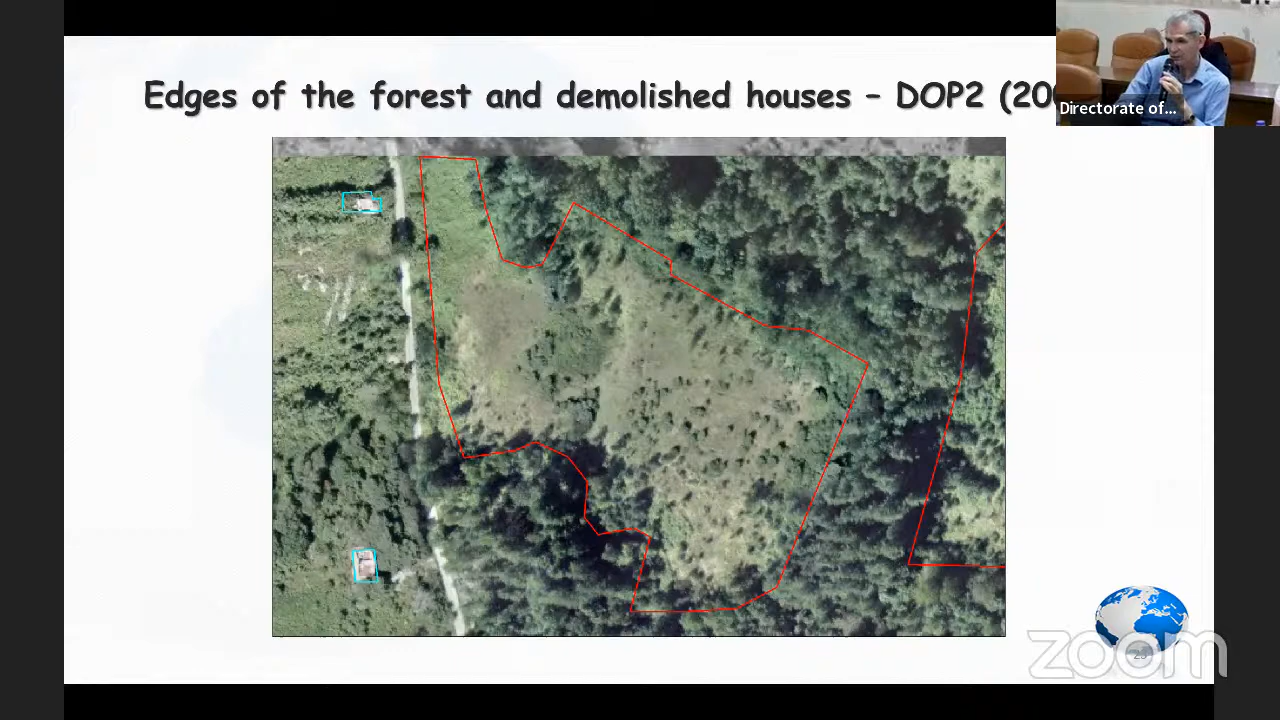 Edges of the forest and demolished houses – DOP2 (20
Directorate of...
zoom